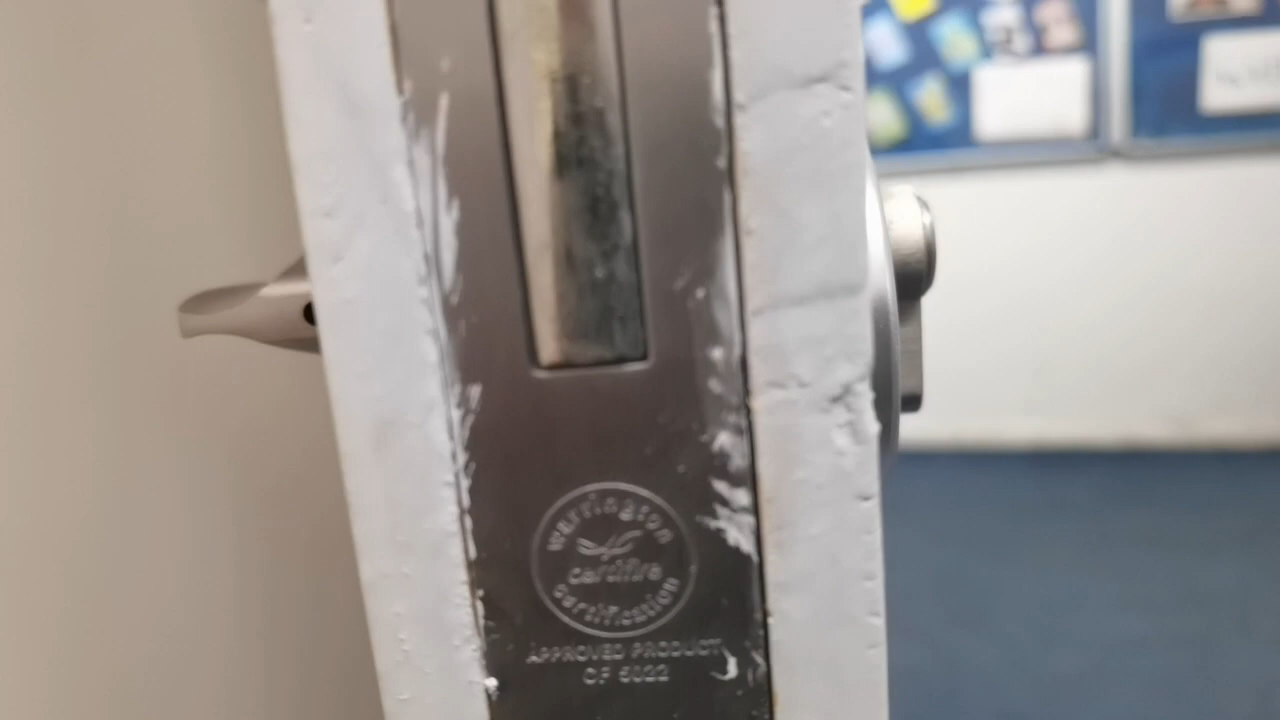 warrington
certifire
certification
APPROVED PRODUCT
CF 5022